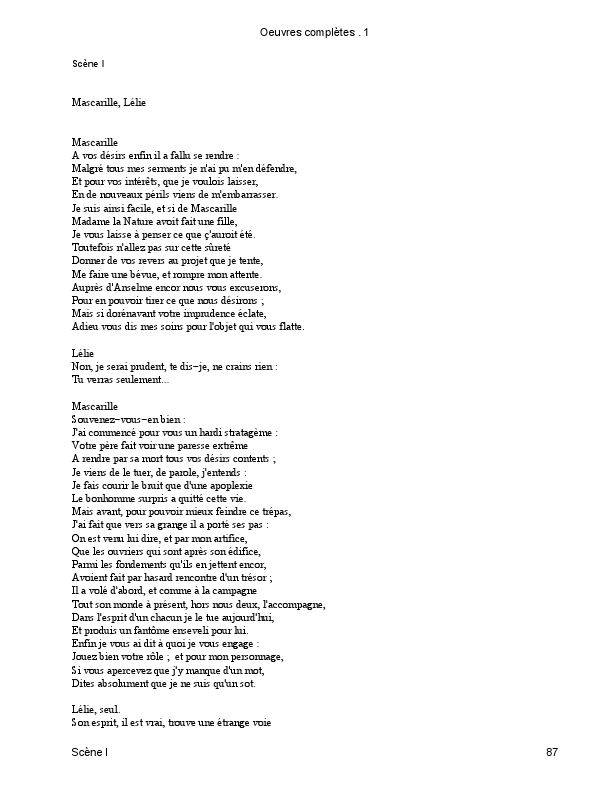 Oeuvres complètes . 1
Scène I
Mascarille, Lélie
Mascarille
A vos désirs enfin il a fallu se rendre :
Malgré tous mes serments je n'ai pu m'en défendre,
Et pour vos intérêts, que je voulois laisser,
En de nouveaux périls viens de m'embarrasser.
Je suis ainsi facile, et si de Mascarille
Madame la Nature avoit fait une fille,
Je vous laisse à penser ce que ç'auroit été.
Toutefois n'allez pas sur cette sûreté
Donner de vos revers au projet que je tente,
Me faire une bévue, et rompre mon attente.
Auprès d'Anselme encor nous vous excuserons,
Pour en pouvoir tirer ce que nous désirons ;
Mais si dorénavant votre imprudence éclate,
Adieu vous dis mes soins pour l'objet qui vous flatte.
Lélie
Non, je serai prudent, te dis−je, ne crains rien :
Tu verras seulement...
Mascarille
Souvenez−vous−en bien :
J'ai commencé pour vous un hardi stratagème :
Votre père fait voir une paresse extrême
A rendre par sa mort tous vos désirs contents ;
Je viens de le tuer, de parole, j'entends :
Je fais courir le bruit que d'une apoplexie
Le bonhomme surpris a quitté cette vie.
Mais avant, pour pouvoir mieux feindre ce trépas,
J'ai fait que vers sa grange il a porté ses pas :
On est venu lui dire, et par mon artifice,
Que les ouvriers qui sont après son édifice,
Parmi les fondements qu'ils en jettent encor,
Avoient fait par hasard rencontre d'un trésor ;
Il a volé d'abord, et comme à la campagne
Tout son monde à présent, hors nous deux, l'accompagne,
Dans l'esprit d'un chacun je le tue aujourd'hui,
Et produis un fantôme enseveli pour lui.
Enfin je vous ai dit à quoi je vous engage :
Jouez bien votre rôle ; et pour mon personnage,
Si vous apercevez que j'y manque d'un mot,
Dites absolument que je ne suis qu'un sot.
Lélie, seul.
Son esprit, il est vrai, trouve une étrange voie
Scène I 87